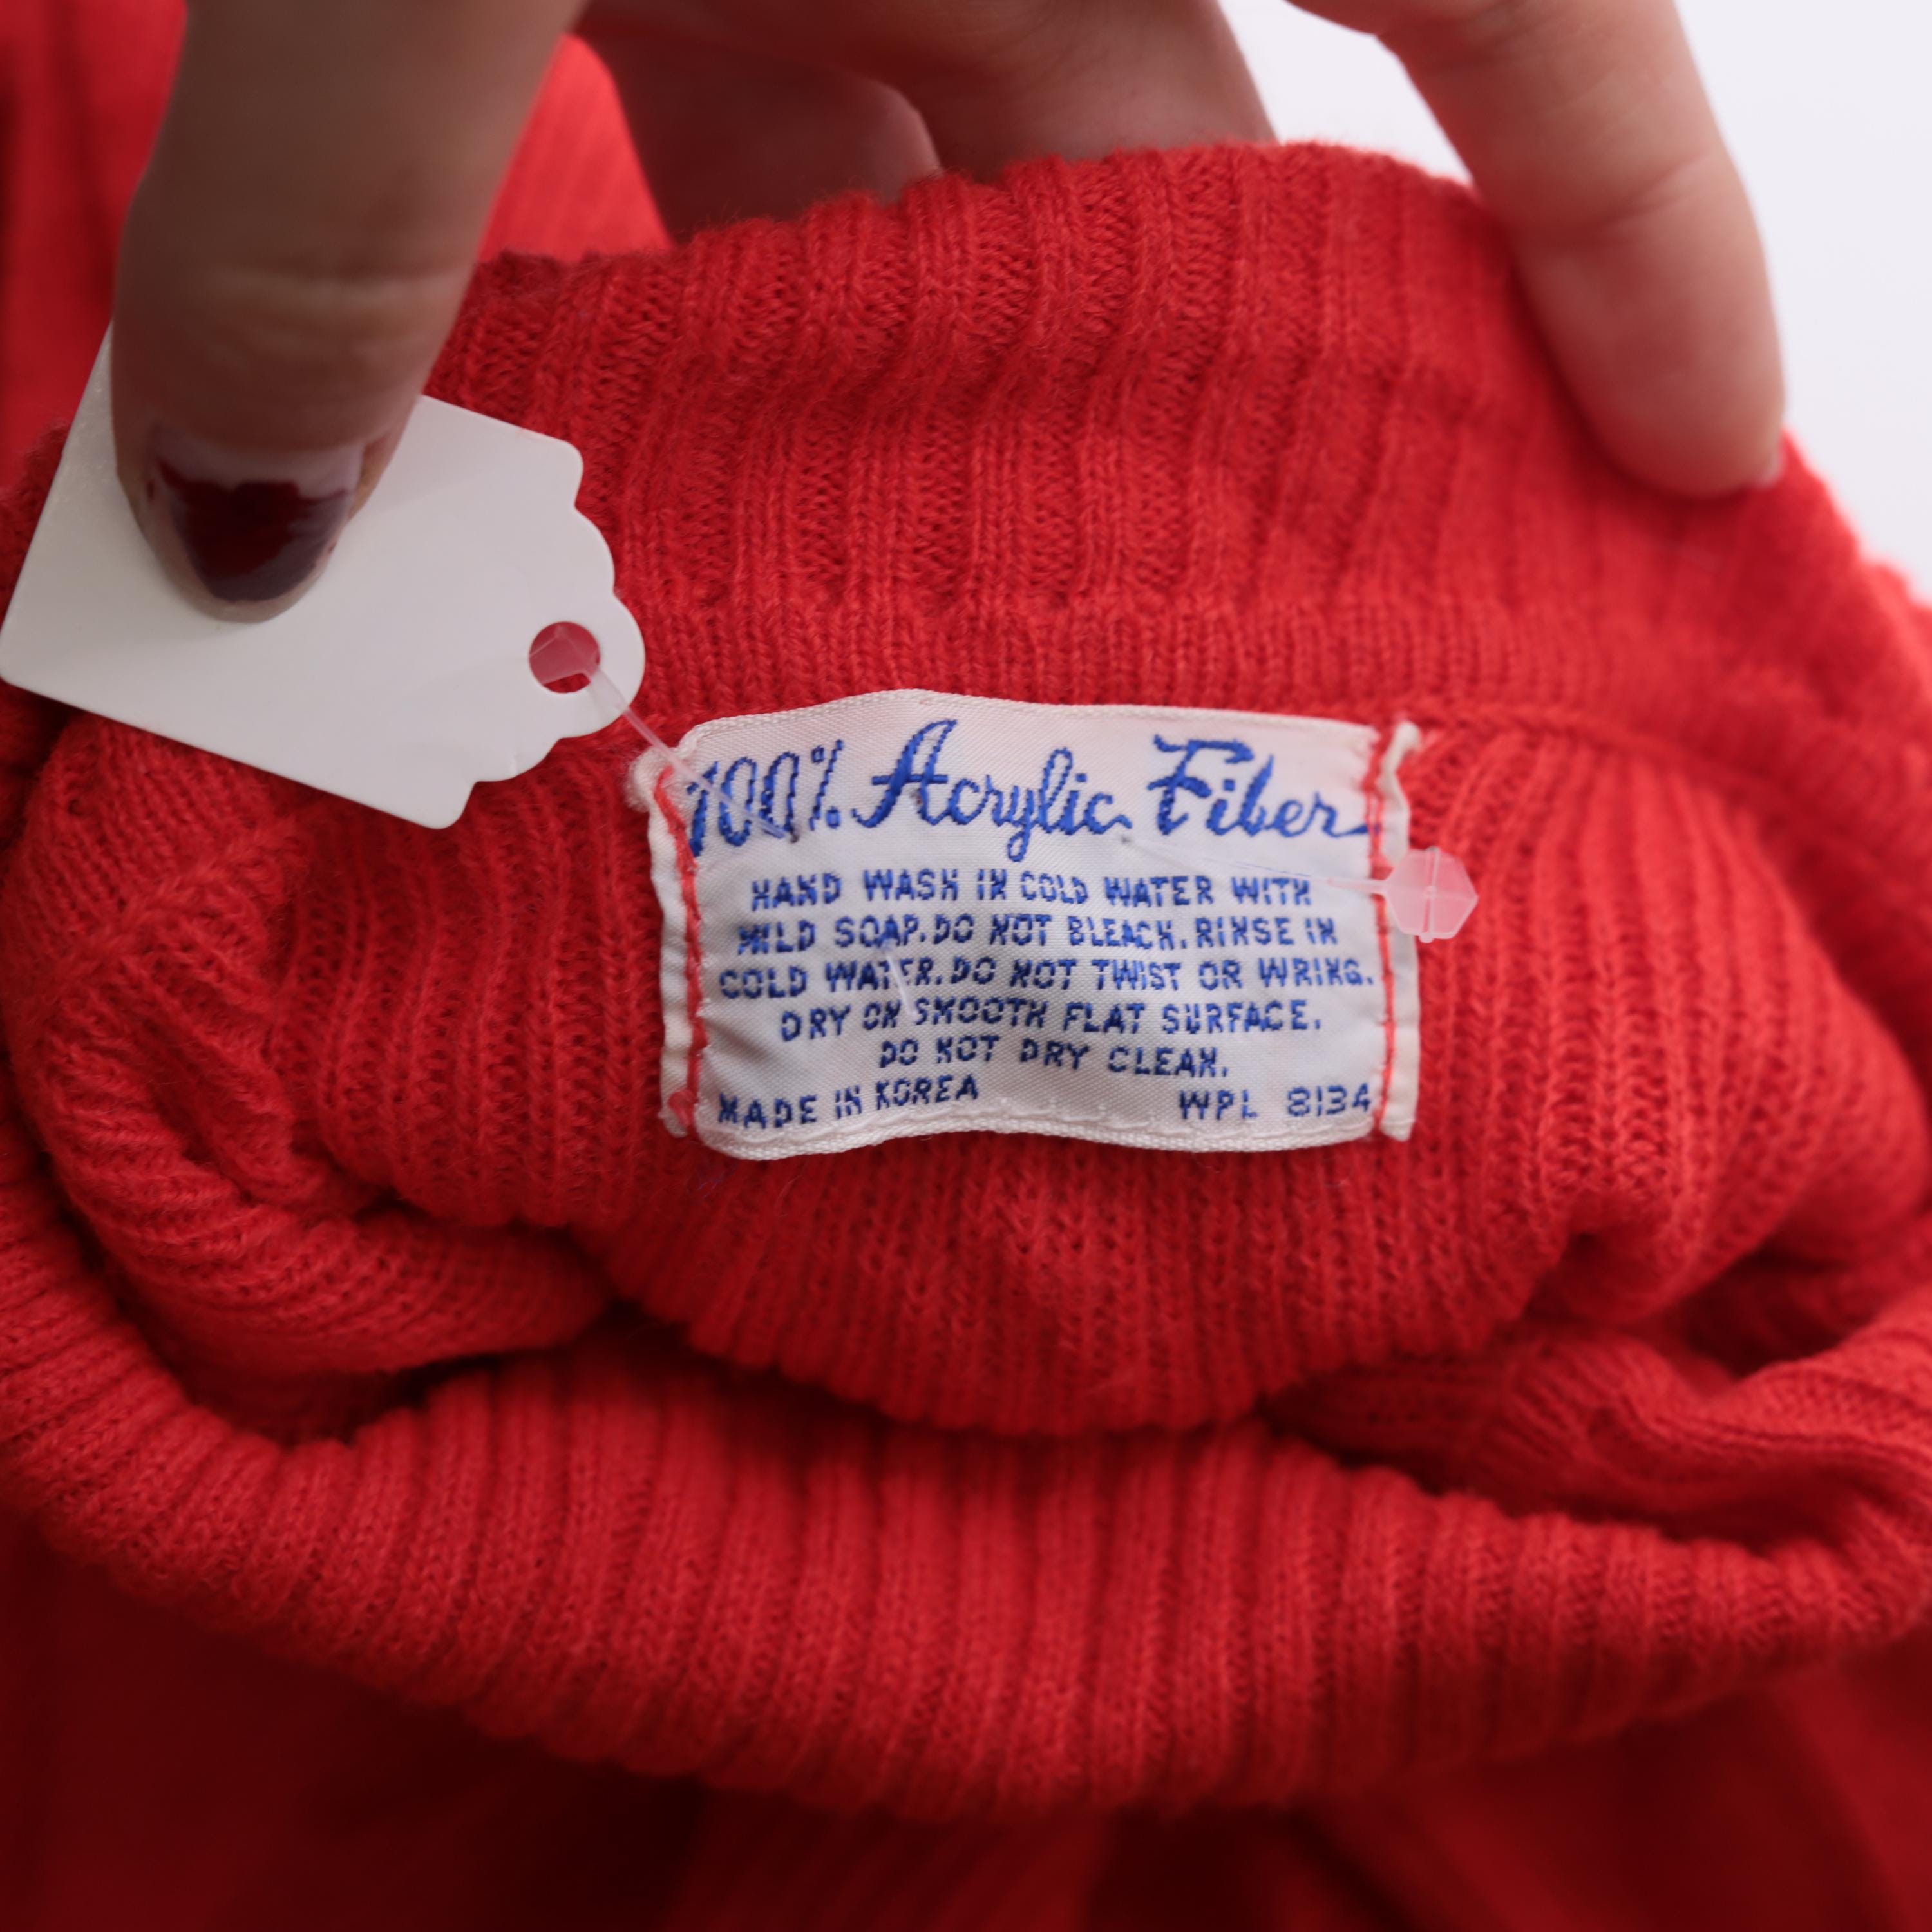 100% Acrylic Fiber
HAND WASH IN COLD WATER WITH
MILD SOAP. DO NOT BLEACH. RINSE IN
COLD WATER. DO NOT TWIST OR WRING.
DRY ON SMOOTH FLAT SURFACE.
DO NOT DRY CLEAN.
MADE IN KOREA WPL 8134